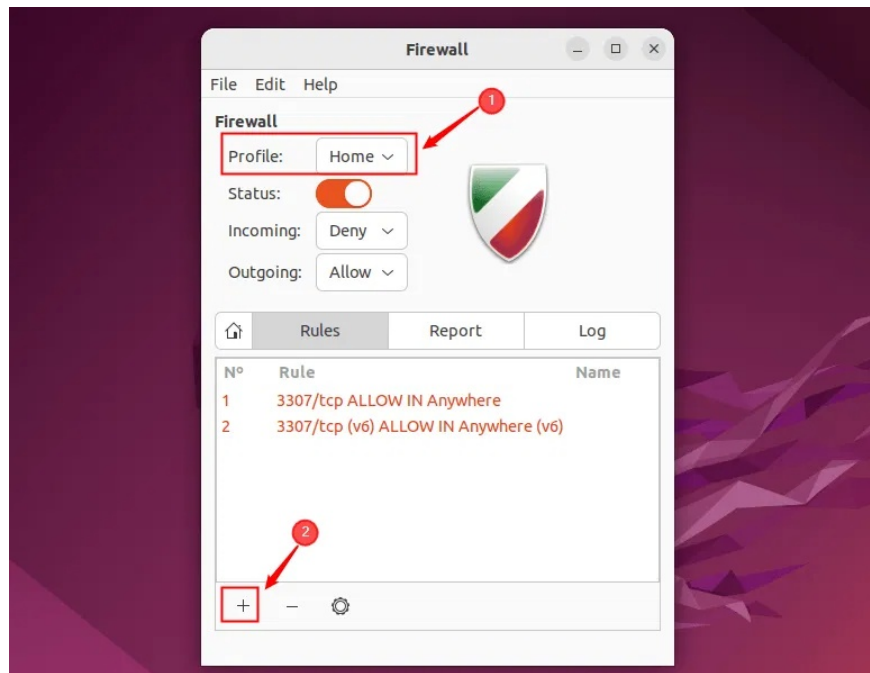 Firewall
File Edit Help
1
Firewall
Profile: Home
Status:
Incoming: Deny
Outgoing: Allow
Rules Report Log
Nº Rule Name
1 3307/tcp ALLOW IN Anywhere
2 3307/tcp (v6) ALLOW IN Anywhere (v6)
2